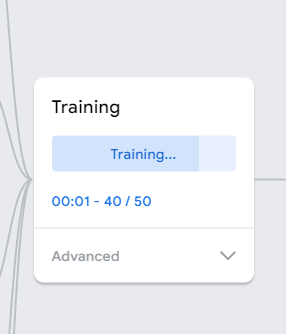 Training
Training...
00:01 - 40 / 50
Advanced